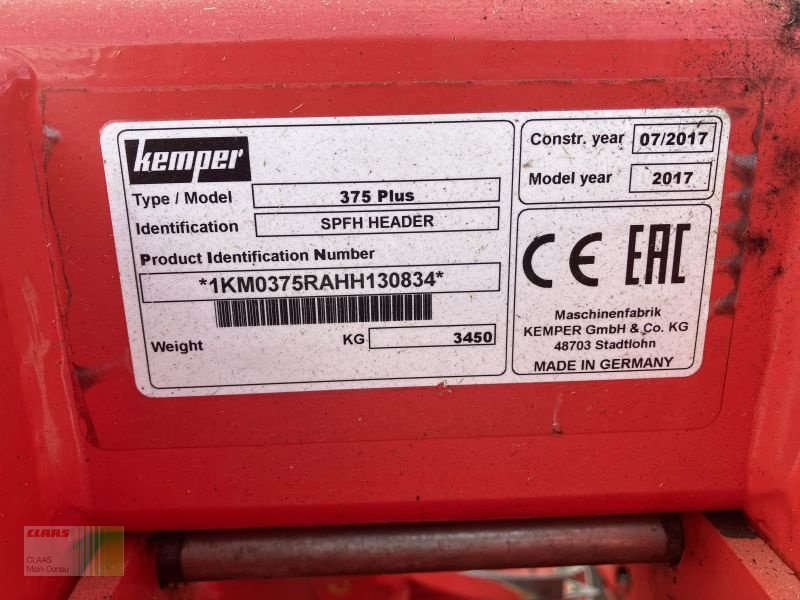 kemper
Type / Model 375 Plus
Identification SPFH HEADER
Product Identification Number
*1KM0375RAHH130834*
Weight KG 3450
Constr. year 07/2017
Model year 2017
CE EAC
Maschinenfabrik
KEMPER GmbH & Co. KG
48703 Stadtlohn
MADE IN GERMANY
CLAAS
CLAAS
Main-Donau